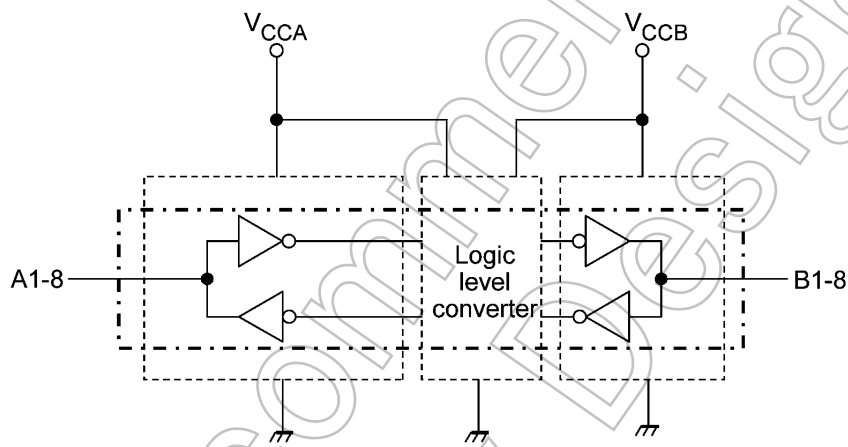 VCCA
VCCB
A1-8
Logic
level
converter
B1-8